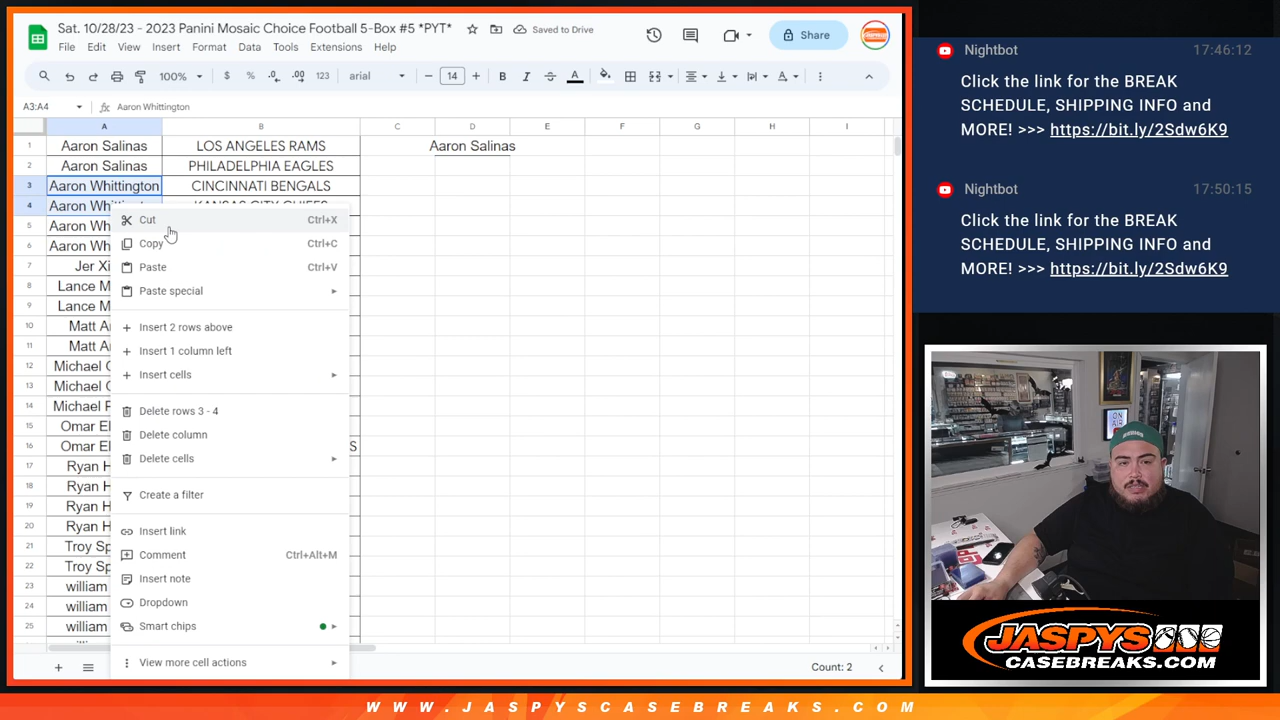 Sat. 10/28/23 - 2023 Panini Mosaic Choice Football 5-Box #5 *PYT*
Saved to Drive
Share
File Edit View Insert Format Data Tools Extensions Help
100% $ % .0 .00 123 arial 14 B I A
A3:A4 Aaron Whittington
A B C D E F G H I
1 Aaron Salinas LOS ANGELES RAMS Aaron Salinas
2 Aaron Salinas PHILADELPHIA EAGLES
3 Aaron Whittington CINCINNATI BENGALS
4
5
6
7
8
9
10
11
12
13
14
15
16
17
18
19
20
21
22
23
24
25
Cut Ctrl+X
Copy Ctrl+C
Paste Ctrl+V
Paste special
Insert 2 rows above
Insert 1 column left
Insert cells
Delete rows 3 - 4
Delete column
Delete cells
Create a filter
Insert link
Comment Ctrl+Alt+M
Insert note
Dropdown
Smart chips
View more cell actions
Count: 2
Nightbot 17:46:12
Click the link for the BREAK
SCHEDULE, SHIPPING INFO and
MORE! >>> https://bit.ly/2Sdw6K9
Nightbot 17:50:15
Click the link for the BREAK
SCHEDULE, SHIPPING INFO and
MORE! >>> https://bit.ly/2Sdw6K9
ON AIR
JASPYS
CASEBREAKS.COM
WWW.JASPYSCASEBREAKS.COM